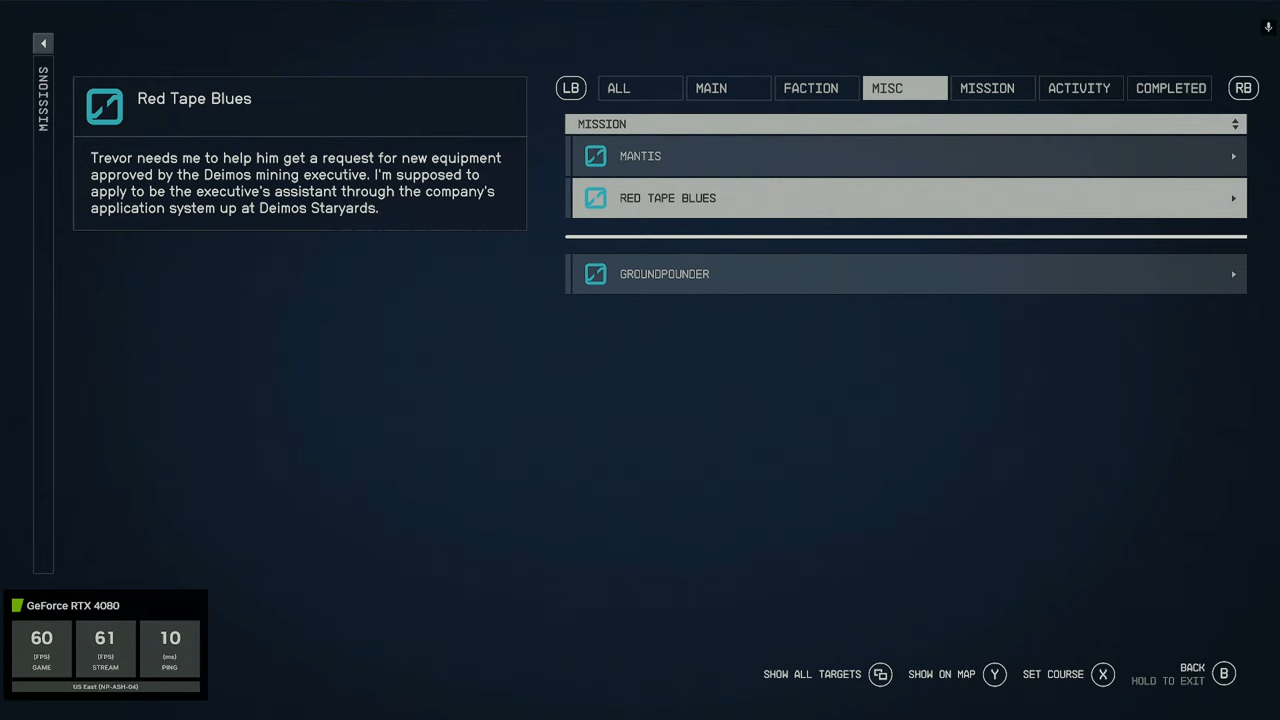 MISSIONS
Red Tape Blues
Trevor needs me to help him get a request for new equipment
approved by the Deimos mining executive. I'm supposed to
apply to be the executive's assistant through the company's
application system up at Deimos Staryards.
LB ALL MAIN FACTION MISC MISSION ACTIVITY COMPLETED RB
MISSION
MANTIS
RED TAPE BLUES
GROUNDPOUNDER
GeForce RTX 4080
60 61 10
(FPS) (FPS) (ms)
GAME STREAM PING
US East (NP-ASH-04)
SHOW ALL TARGETS SHOW ON MAP Y SET COURSE X BACK B
HOLD TO EXIT